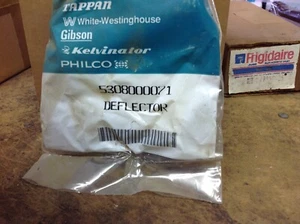 TAPPAN
White-Westinghouse
Gibson
Kelvinator
PHILCO
5308000071
DEFLECTOR
Frigidaire